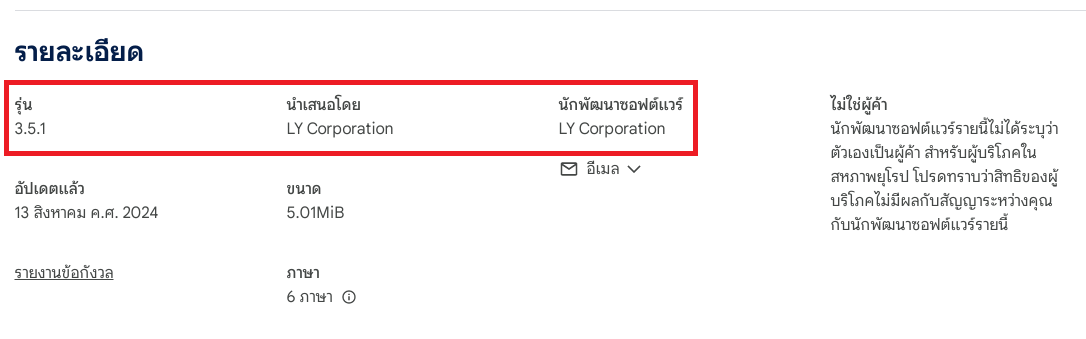 รายละเอียด
รุ่น
3.5.1
นำเสนอโดย
LY Corporation
นักพัฒนาซอฟต์แวร์
LY Corporation
อีเมล
ไม่ใช่ผู้ค้า
นักพัฒนาซอฟต์แวร์รายนี้ไม่ได้ระบุว่า
ตัวเองเป็นผู้ค้า สำหรับผู้บริโภคใน
สหภาพยุโรป โปรดทราบว่าสิทธิของผู้
บริโภคไม่มีผลกับสัญญาระหว่างคุณ
กับนักพัฒนาซอฟต์แวร์รายนี้
อัปเดตแล้ว
13 สิงหาคม ค.ศ. 2024
ขนาด
5.01MiB
รายงานข้อกังวล
ภาษา
6 ภาษา